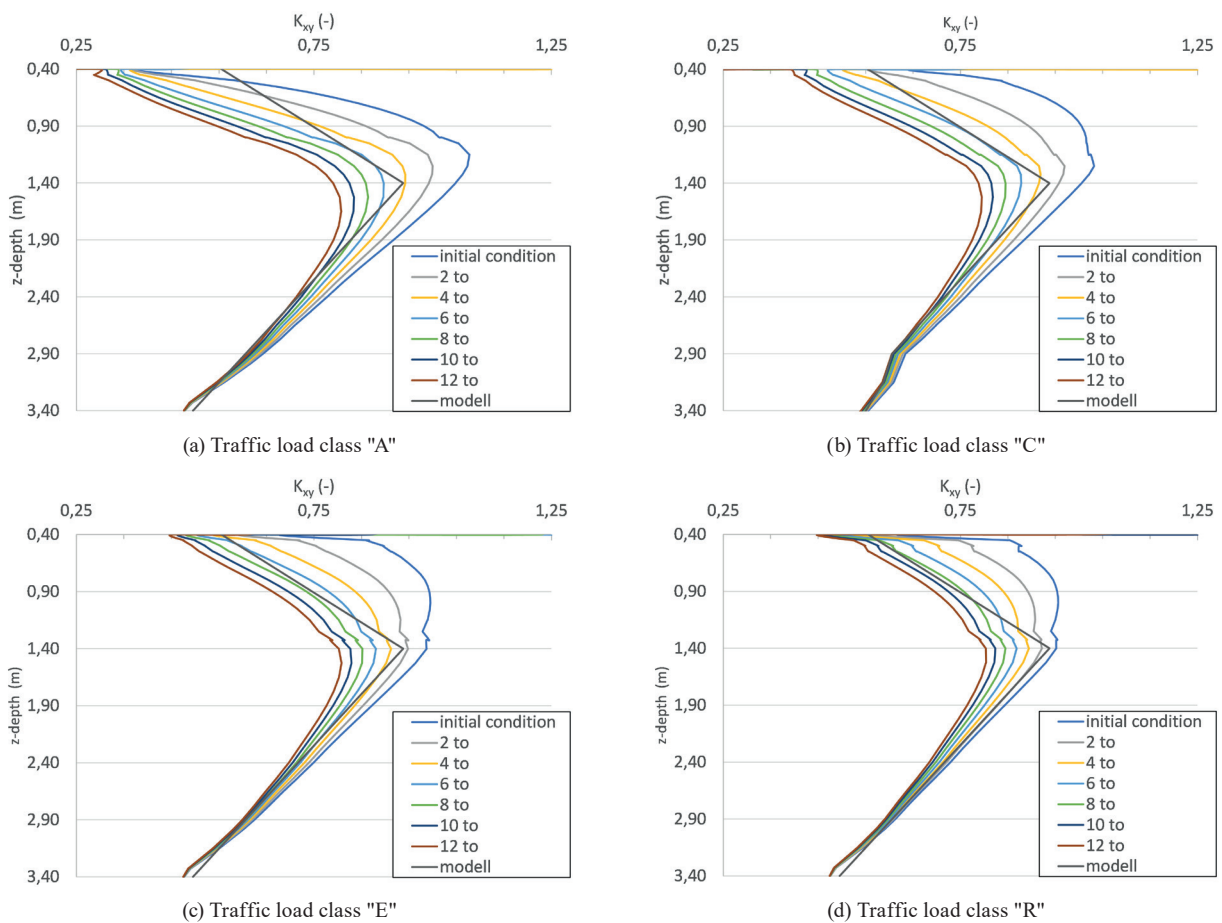 Kxy (-)
0,25 0,75 1,25
0,40
0,90
1,40
1,90
2,40
2,90
3,40
z-depth (m)
initial condition
2 to
4 to
6 to
8 to
10 to
12 to
modell
(a) Traffic load class "A"
Kxy (-)
0,25 0,75 1,25
0,40
0,90
1,40
1,90
2,40
2,90
3,40
z-depth (m)
initial condition
2 to
4 to
6 to
8 to
10 to
12 to
modell
(b) Traffic load class "C"
Kxy (-)
0,25 0,75 1,25
0,40
0,90
1,40
1,90
2,40
2,90
3,40
z-depth (m)
initial condition
2 to
4 to
6 to
8 to
10 to
12 to
modell
(c) Traffic load class "E"
Kxy (-)
0,25 0,75 1,25
0,40
0,90
1,40
1,90
2,40
2,90
3,40
z-depth (m)
initial condition
2 to
4 to
6 to
8 to
10 to
12 to
modell
(d) Traffic load class "R"